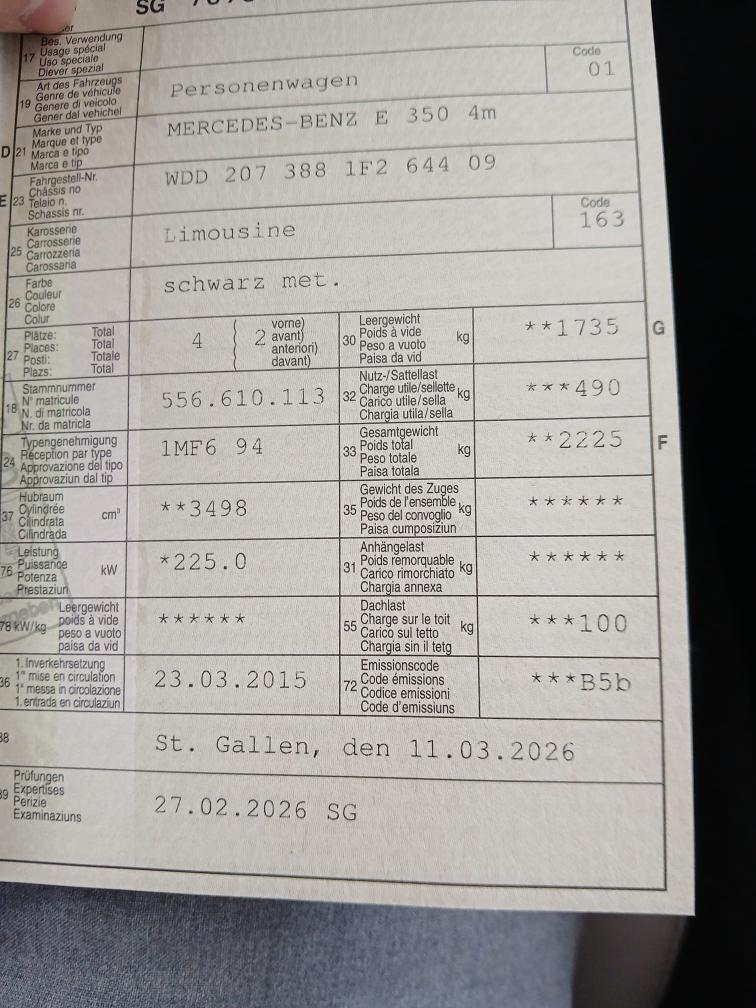 SG
Bes. Verwendung
17 Usage spécial
Uso speciale
Diever spezial
Art des Fahrzeugs
19 Genre de véhicule
Genere di veicolo
Gener dal vehichel
Personenwagen
Code
01
Marke und Typ
D 21 Marque et type
Marca e tipo
Marca e tip
MERCEDES-BENZ E 350 4m
Fahrgestell-Nr.
Châssis no
E 23 Telaio n.
Schassis nr.
WDD 207 388 1F2 644 09
Karosserie
Carrosserie
25 Carrozzeria
Carossaria
Limousine
Code
163
Farbe
26 Couleur
Colore
Colur
schwarz met.
Plätze: Total
27 Places: Total
Posti: Totale
Plazs: Total
4 2 vorne)
avant)
anteriori)
davant)
Leergewicht
30 Poids à vide kg
Peso a vuoto
Paisa da vid
**1735 G
Stammnummer
18 N° matricule
N. di matricola
Nr. da matricla
556.610.113
Nutz-/Sattellast
32 Charge utile/sellette kg
Carico utile/sella
Chargia utila/sella
***490
Typengenehmigung
24 Réception par type
Approvazione del tipo
Approvaziun dal tip
1MF6 94
Gesamtgewicht
33 Poids total kg
Peso totale
Paisa totala
**2225 F
Hubraum
37 Cylindrée cm³
Cilindrata
Cilindrada
**3498
Gewicht des Zuges
35 Poids de l'ensemble kg
Peso del convoglio
Paisa cumposiziun
******
Leistung
76 Puissance kW
Potenza
Prestaziun
*225.0
Anhängelast
31 Poids remorquable kg
Carico rimorchiato
Chargia annexa
******
Leergewicht
78 kW/kg poids à vide
peso a vuoto
paisa da vid
******
Dachlast
55 Charge sur le toit kg
Carico sul tetto
Chargia sin il tetg
***100
1. Inverkehrsetzung
36 1re mise en circulation
1a messa in circolazione
1. entrada en circulaziun
23.03.2015
Emissionscode
72 Code émissions
Codice emissioni
Code d'emissiuns
***B5b
St. Gallen, den 11.03.2026
Prüfungen
Expertises
Perizie
Examinaziuns
27.02.2026 SG